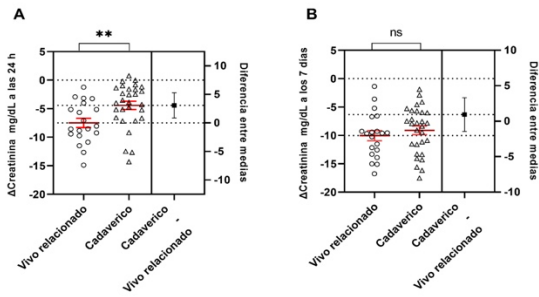 A
**
ΔCreatinina mg/dL a las 24 h
5
0
-5
-10
-15
-20
10
5
0
-5
-10
Diferencia entre medias
Vivo relacionado
Cadaverico
Cadaverico
-
Vivo relacionado
B
ns
ΔCreatinina mg/dL a los 7 días
5
0
-5
-10
-15
-20
10
5
0
-5
-10
Diferencia entre medias
Vivo relacionado
Cadaverico
Cadaverico
-
Vivo relacionado